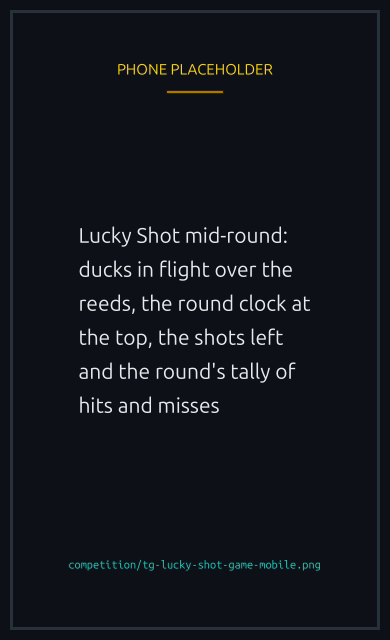 PHONE PLACEHOLDER
Lucky Shot mid-round:
ducks in flight over the
reeds, the round clock at
the top, the shots left
and the round's tally of
hits and misses
competition/tg-lucky-shot-game-mobile.png